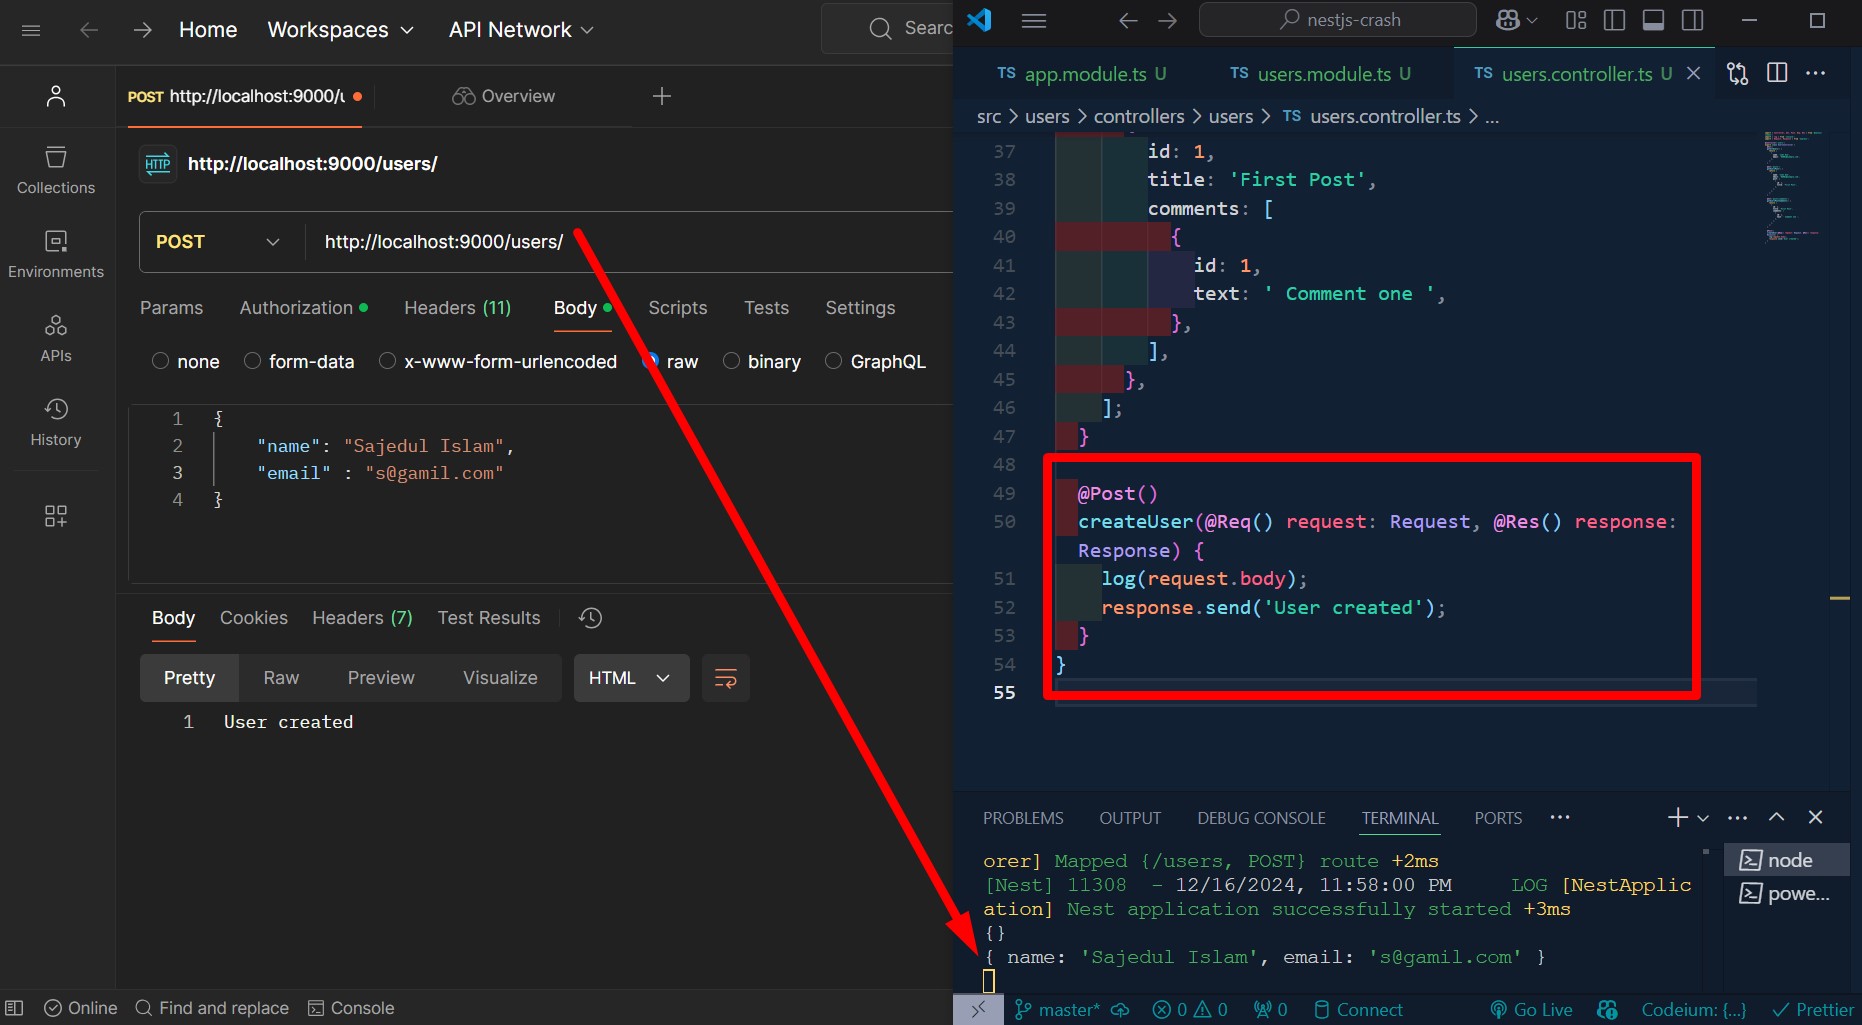 Home Workspaces API Network Searc
POST http://localhost:9000/u Overview
HTTP http://localhost:9000/users/
Collections
Environments
APIs
History
POST http://localhost:9000/users/
Params Authorization Headers (11) Body Scripts Tests Settings
none form-data x-www-form-urlencoded raw binary GraphQL
1 {
2 "name": "Sajedul Islam",
3 "email" : "s@gamil.com"
4 }
Body Cookies Headers (7) Test Results
Pretty Raw Preview Visualize HTML
1 User created
Online Find and replace Console
nestjs-crash
TS app.module.ts U TS users.module.ts U TS users.controller.ts U
src > users > controllers > users > TS users.controller.ts > ...
37 id: 1,
38 title: 'First Post',
39 comments: [
40 {
41 id: 1,
42 text: ' Comment one ',
43 },
44 ],
45 },
46 ];
47 }
48
49 @Post()
50 createUser(@Req() request: Request, @Res() response:
Response) {
51 log(request.body);
52 response.send('User created');
53 }
54 }
55
PROBLEMS OUTPUT DEBUG CONSOLE TERMINAL PORTS
orer] Mapped {/users, POST} route +2ms
[Nest] 11308 - 12/16/2024, 11:58:00 PM LOG [NestApplic
ation] Nest application successfully started +3ms
{}
{ name: 'Sajedul Islam', email: 's@gamil.com' }
node
powe...
master* 0 0 0 Connect Go Live Codeium: {...} Prettier